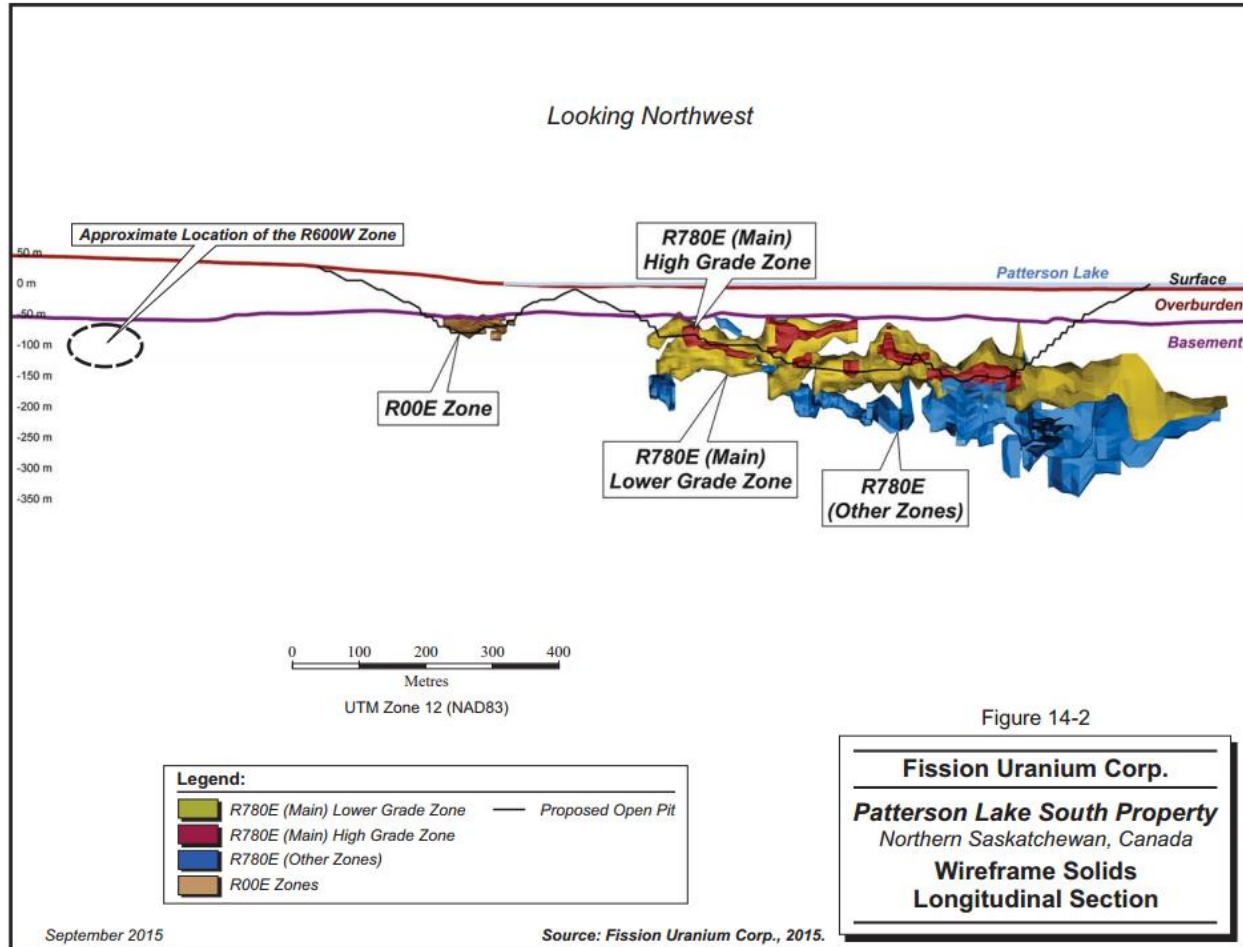 Looking Northwest
Approximate Location of the R600W Zone
R780E (Main)
High Grade Zone
Patterson Lake
Surface
Overburden
Basement
50 m
0 m
-50 m
-100 m
-150 m
-200 m
-250 m
-300 m
-350 m
R00E Zone
R780E (Main)
Lower Grade Zone
R780E
(Other Zones)
0 100 200 300 400
Metres
UTM Zone 12 (NAD83)
Legend:
R780E (Main) Lower Grade Zone
Proposed Open Pit
R780E (Main) High Grade Zone
R780E (Other Zones)
R00E Zones
Figure 14-2
Fission Uranium Corp.
Patterson Lake South Property
Northern Saskatchewan, Canada
Wireframe Solids
Longitudinal Section
September 2015
Source: Fission Uranium Corp., 2015.